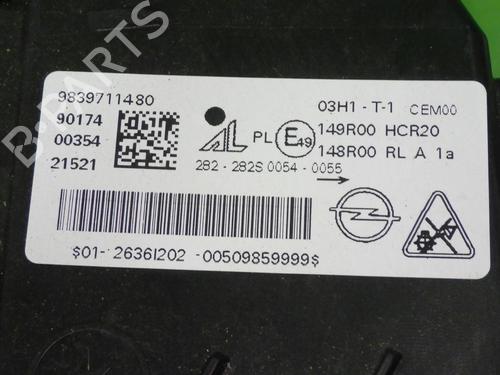 9839711480
90174
00354
21521
AL PL E49
282-282S 0054-0055
03H1 - T-1 CEM00
149R00 HCR20
148R00 RL A 1a
$01-2636I202-00509859999$
B-PARTS